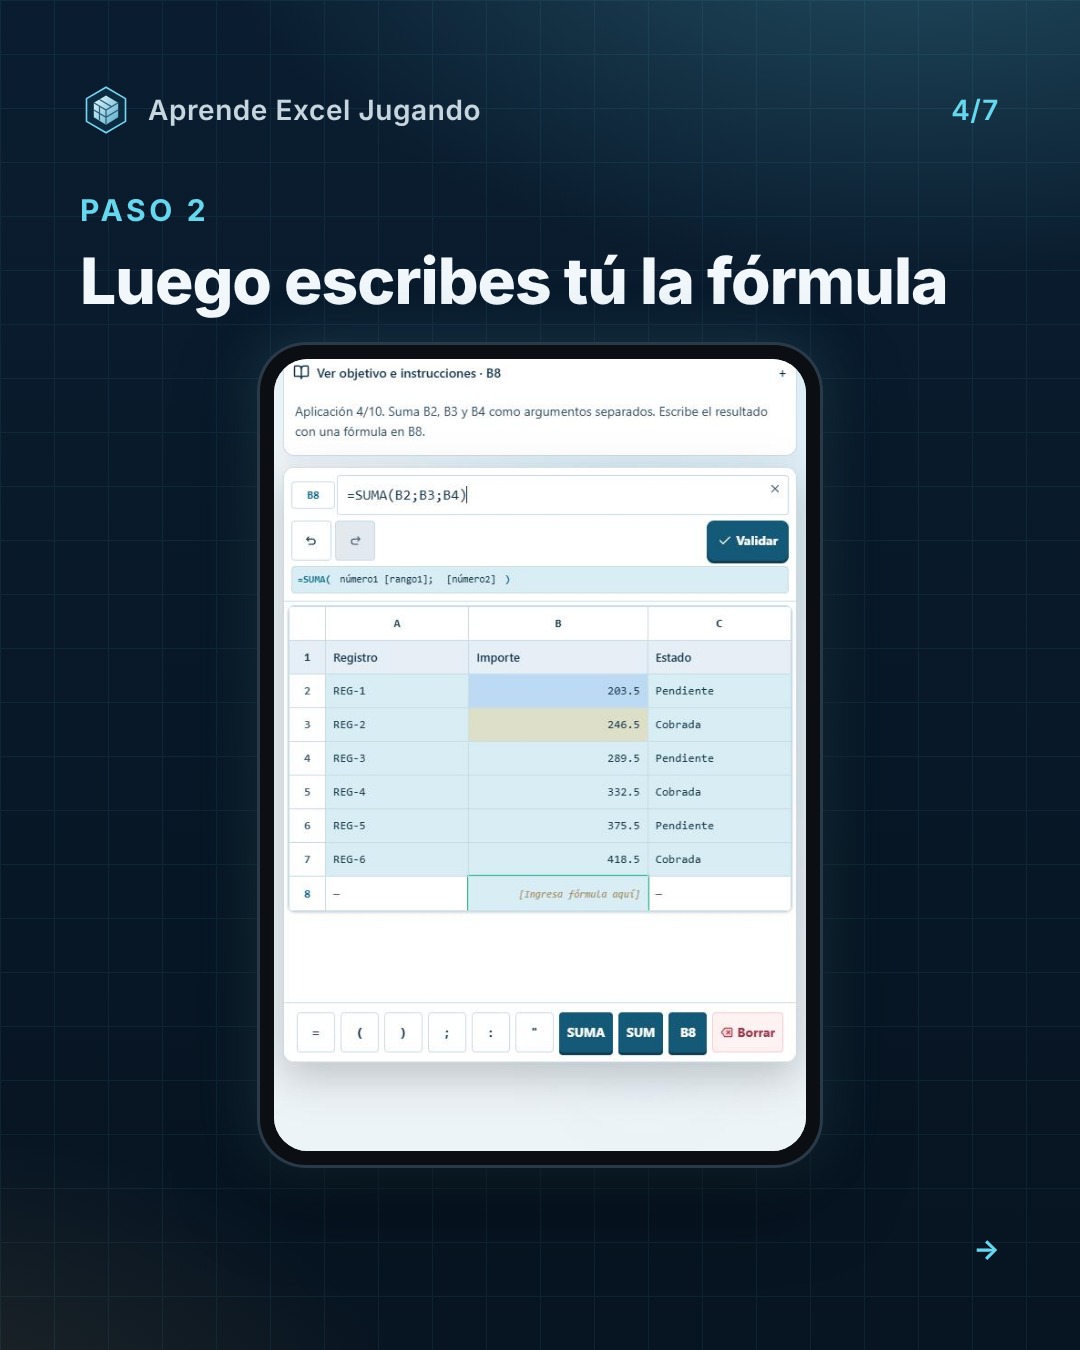 Aprende Excel Jugando
4/7
PASO 2
Luego escribes tú la fórmula
Ver objetivo e instrucciones · B8 +
Aplicación 4/10. Suma B2, B3 y B4 como argumentos separados. Escribe el resultado
con una fórmula en B8.
B8 =SUMA(B2;B3;B4) ×
Validar
=SUMA( número1 [rango1]; [número2] )
A B C
1 Registro Importe Estado
2 REG-1 203.5 Pendiente
3 REG-2 246.5 Cobrada
4 REG-3 289.5 Pendiente
5 REG-4 332.5 Cobrada
6 REG-5 375.5 Pendiente
7 REG-6 418.5 Cobrada
8 — [Ingresa fórmula aquí] —
= ( ) ; : " SUMA SUM B8 Borrar
→